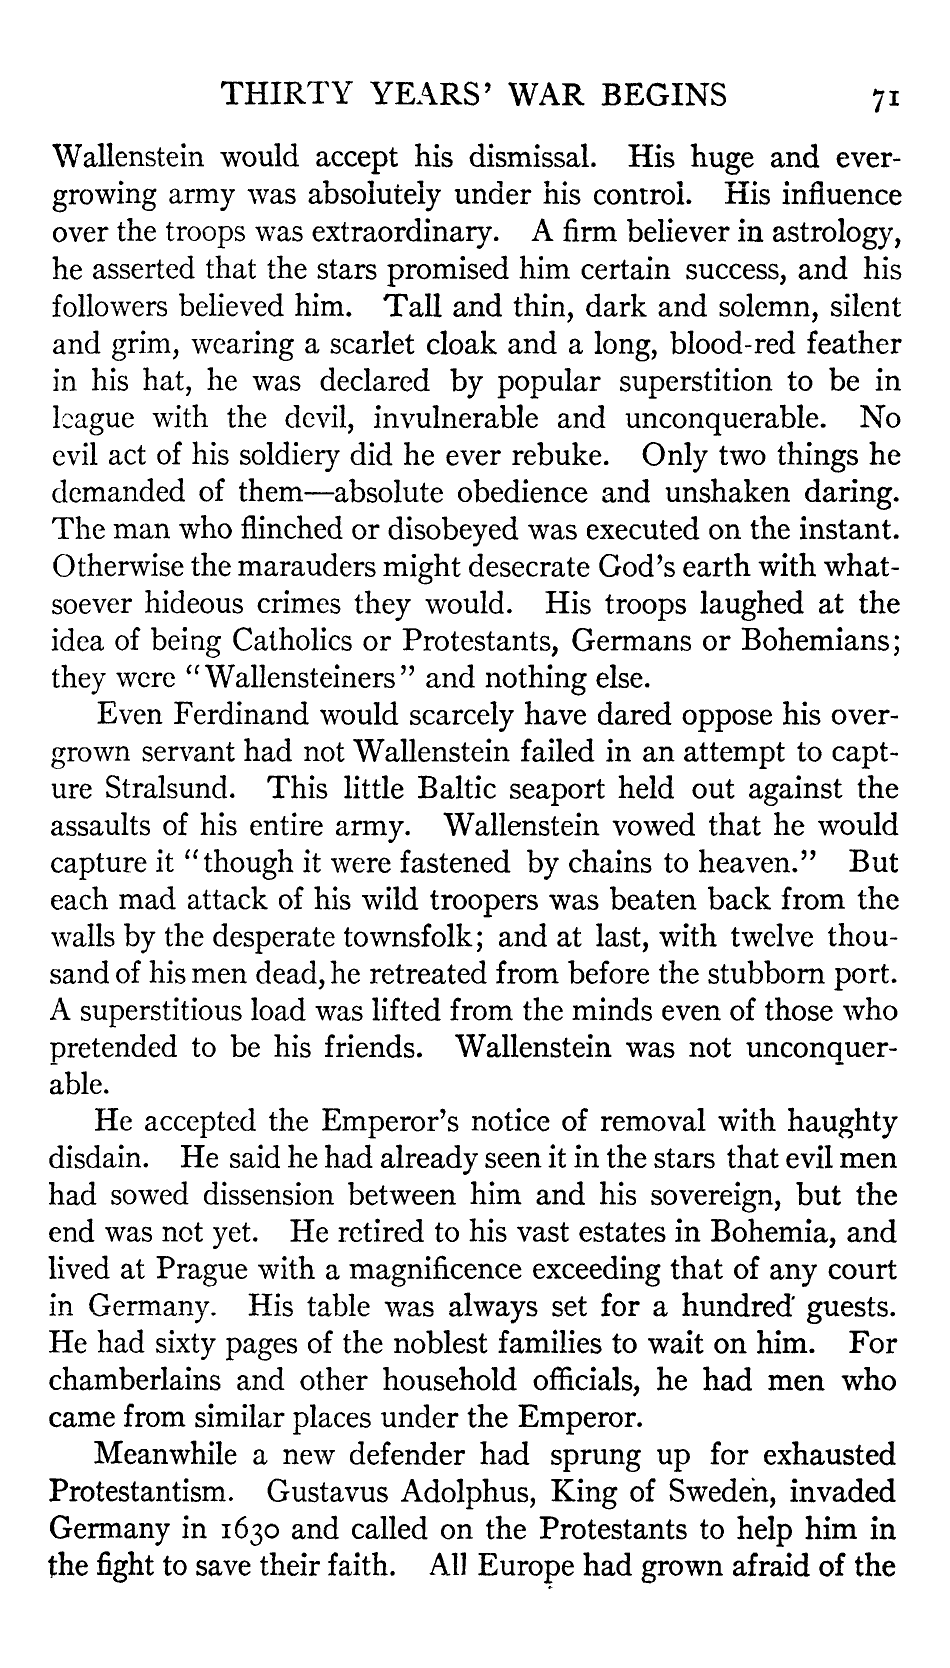 THIRTY YEARS' WAR BEGINS 71
Wallenstein would accept his dismissal. His huge and ever-
growing army was absolutely under his control. His influence
over the troops was extraordinary. A firm believer in astrology,
he asserted that the stars promised him certain success, and his
followers believed him. Tall and thin, dark and solemn, silent
and grim, wearing a scarlet cloak and a long, blood-red feather
in his hat, he was declared by popular superstition to be in
league with the devil, invulnerable and unconquerable. No
evil act of his soldiery did he ever rebuke. Only two things he
demanded of them—absolute obedience and unshaken daring.
The man who flinched or disobeyed was executed on the instant.
Otherwise the marauders might desecrate God's earth with what-
soever hideous crimes they would. His troops laughed at the
idea of being Catholics or Protestants, Germans or Bohemians;
they were "Wallensteiners" and nothing else.
Even Ferdinand would scarcely have dared oppose his over-
grown servant had not Wallenstein failed in an attempt to capt-
ure Stralsund. This little Baltic seaport held out against the
assaults of his entire army. Wallenstein vowed that he would
capture it "though it were fastened by chains to heaven." But
each mad attack of his wild troopers was beaten back from the
walls by the desperate townsfolk; and at last, with twelve thou-
sand of his men dead, he retreated from before the stubborn port.
A superstitious load was lifted from the minds even of those who
pretended to be his friends. Wallenstein was not unconquer-
able.
He accepted the Emperor's notice of removal with haughty
disdain. He said he had already seen it in the stars that evil men
had sowed dissension between him and his sovereign, but the
end was not yet. He retired to his vast estates in Bohemia, and
lived at Prague with a magnificence exceeding that of any court
in Germany. His table was always set for a hundred guests.
He had sixty pages of the noblest families to wait on him. For
chamberlains and other household officials, he had men who
came from similar places under the Emperor.
Meanwhile a new defender had sprung up for exhausted
Protestantism. Gustavus Adolphus, King of Sweden, invaded
Germany in 1630 and called on the Protestants to help him in
the fight to save their faith. All Europe had grown afraid of the